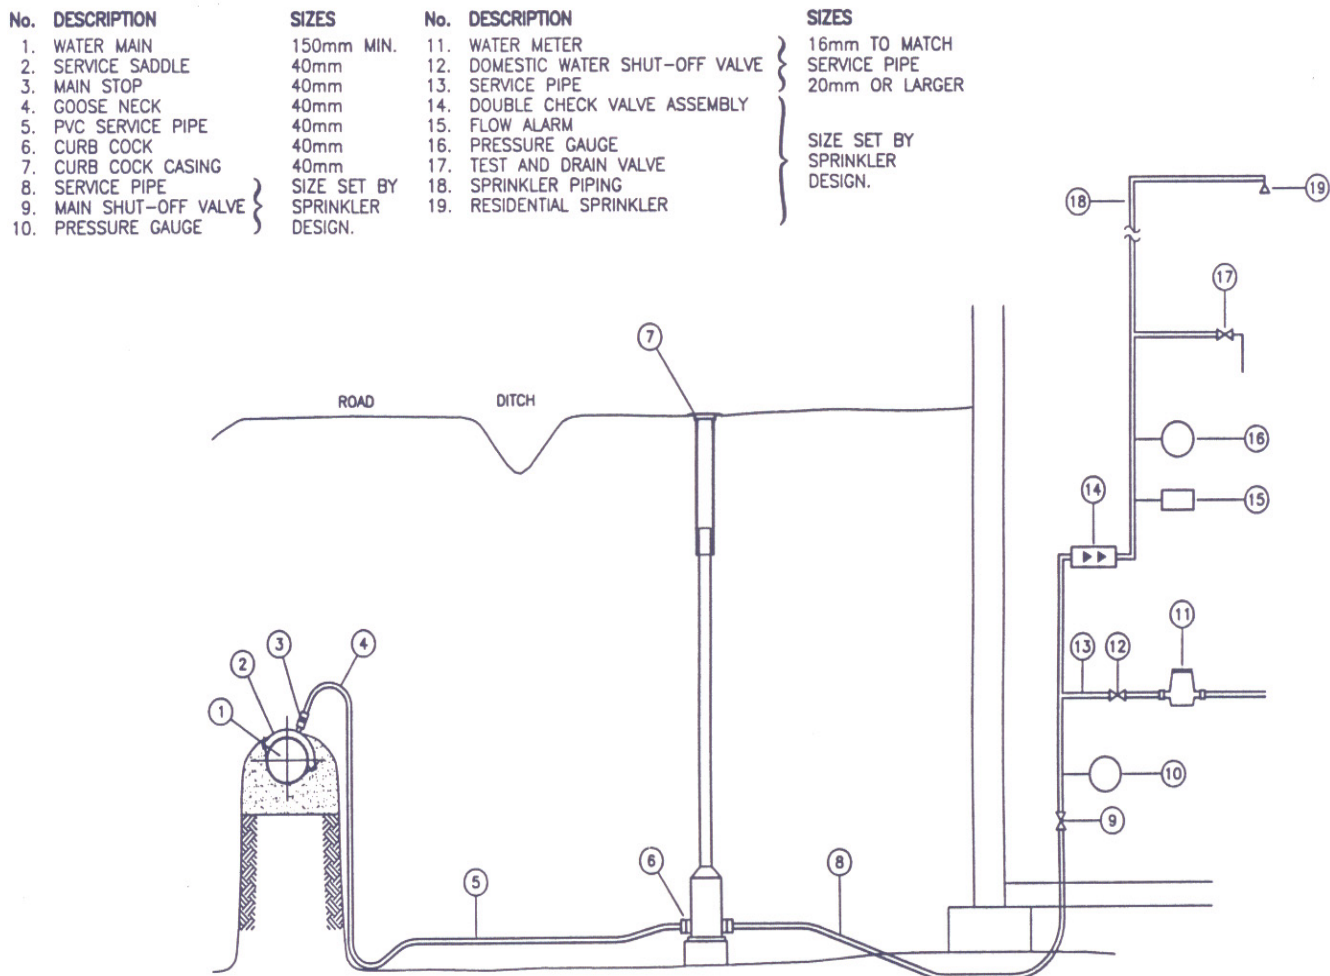 No. DESCRIPTION SIZES No. DESCRIPTION SIZES
1. WATER MAIN 150mm MIN. 11. WATER METER 16mm TO MATCH
2. SERVICE SADDLE 40mm 12. DOMESTIC WATER SHUT-OFF VALVE SERVICE PIPE
3. MAIN STOP 40mm 13. SERVICE PIPE 20mm OR LARGER
4. GOOSE NECK 40mm 14. DOUBLE CHECK VALVE ASSEMBLY
5. PVC SERVICE PIPE 40mm 15. FLOW ALARM
6. CURB COCK 40mm 16. PRESSURE GAUGE SIZE SET BY
7. CURB COCK CASING 40mm 17. TEST AND DRAIN VALVE SPRINKLER
8. SERVICE PIPE SIZE SET BY 18. SPRINKLER PIPING DESIGN.
9. MAIN SHUT-OFF VALVE SPRINKLER 19. RESIDENTIAL SPRINKLER
10. PRESSURE GAUGE DESIGN.
18 19
17
7
ROAD DITCH
16
14 15
11
3 4
2 13 12
1
10
9
6 8
5